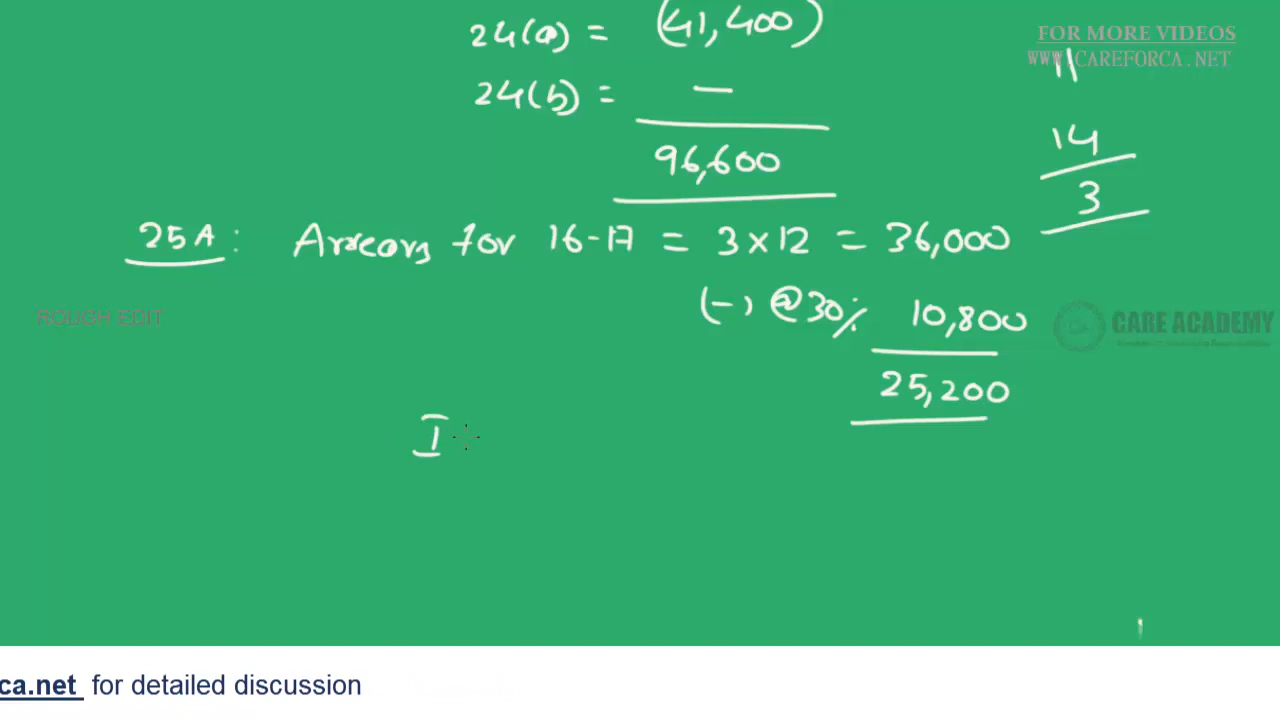 24(a) = (41,400)
FOR MORE VIDEOS
WWW.CAREFORCA.NET
24(b) = —
11
14
3
96,600
25A : Arrears for 16-17 = 3 x 12 = 36,000
(-) @30% 10,800
ROUGH EDIT
CARE ACADEMY
25,200
I
ca.net for detailed discussion